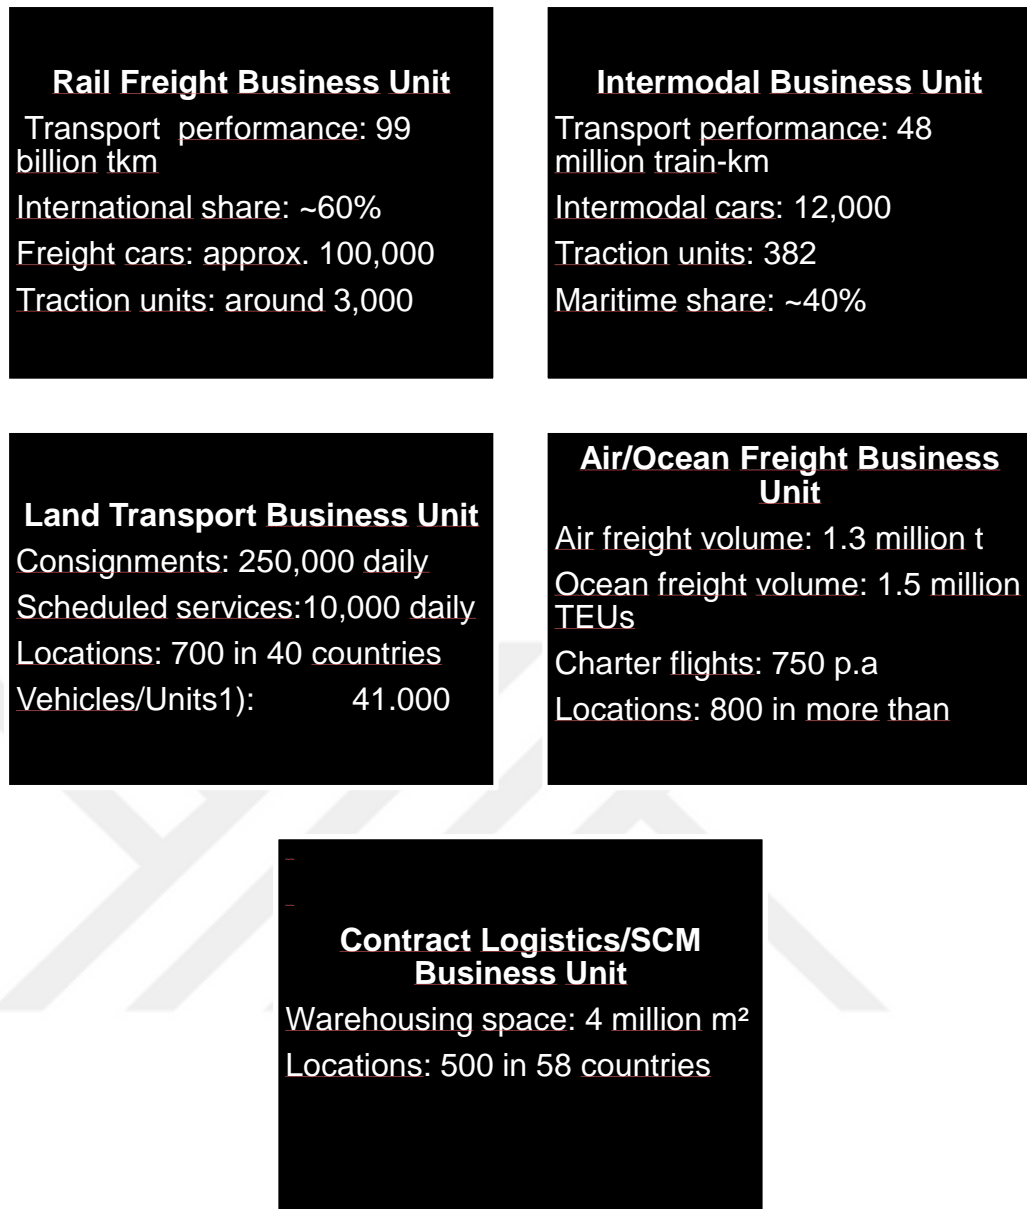 Rail Freight Business Unit
Transport performance: 99
billion tkm
International share: ~60%
Freight cars: approx. 100,000
Traction units: around 3,000
Intermodal Business Unit
Transport performance: 48
million train-km
Intermodal cars: 12,000
Traction units: 382
Maritime share: ~40%
Land Transport Business Unit
Consignments: 250,000 daily
Scheduled services:10,000 daily
Locations: 700 in 40 countries
Vehicles/Units1): 41.000
Air/Ocean Freight Business
Unit
Air freight volume: 1.3 million t
Ocean freight volume: 1.5 million
TEUs
Charter flights: 750 p.a
Locations: 800 in more than
Contract Logistics/SCM
Business Unit
Warehousing space: 4 million m²
Locations: 500 in 58 countries